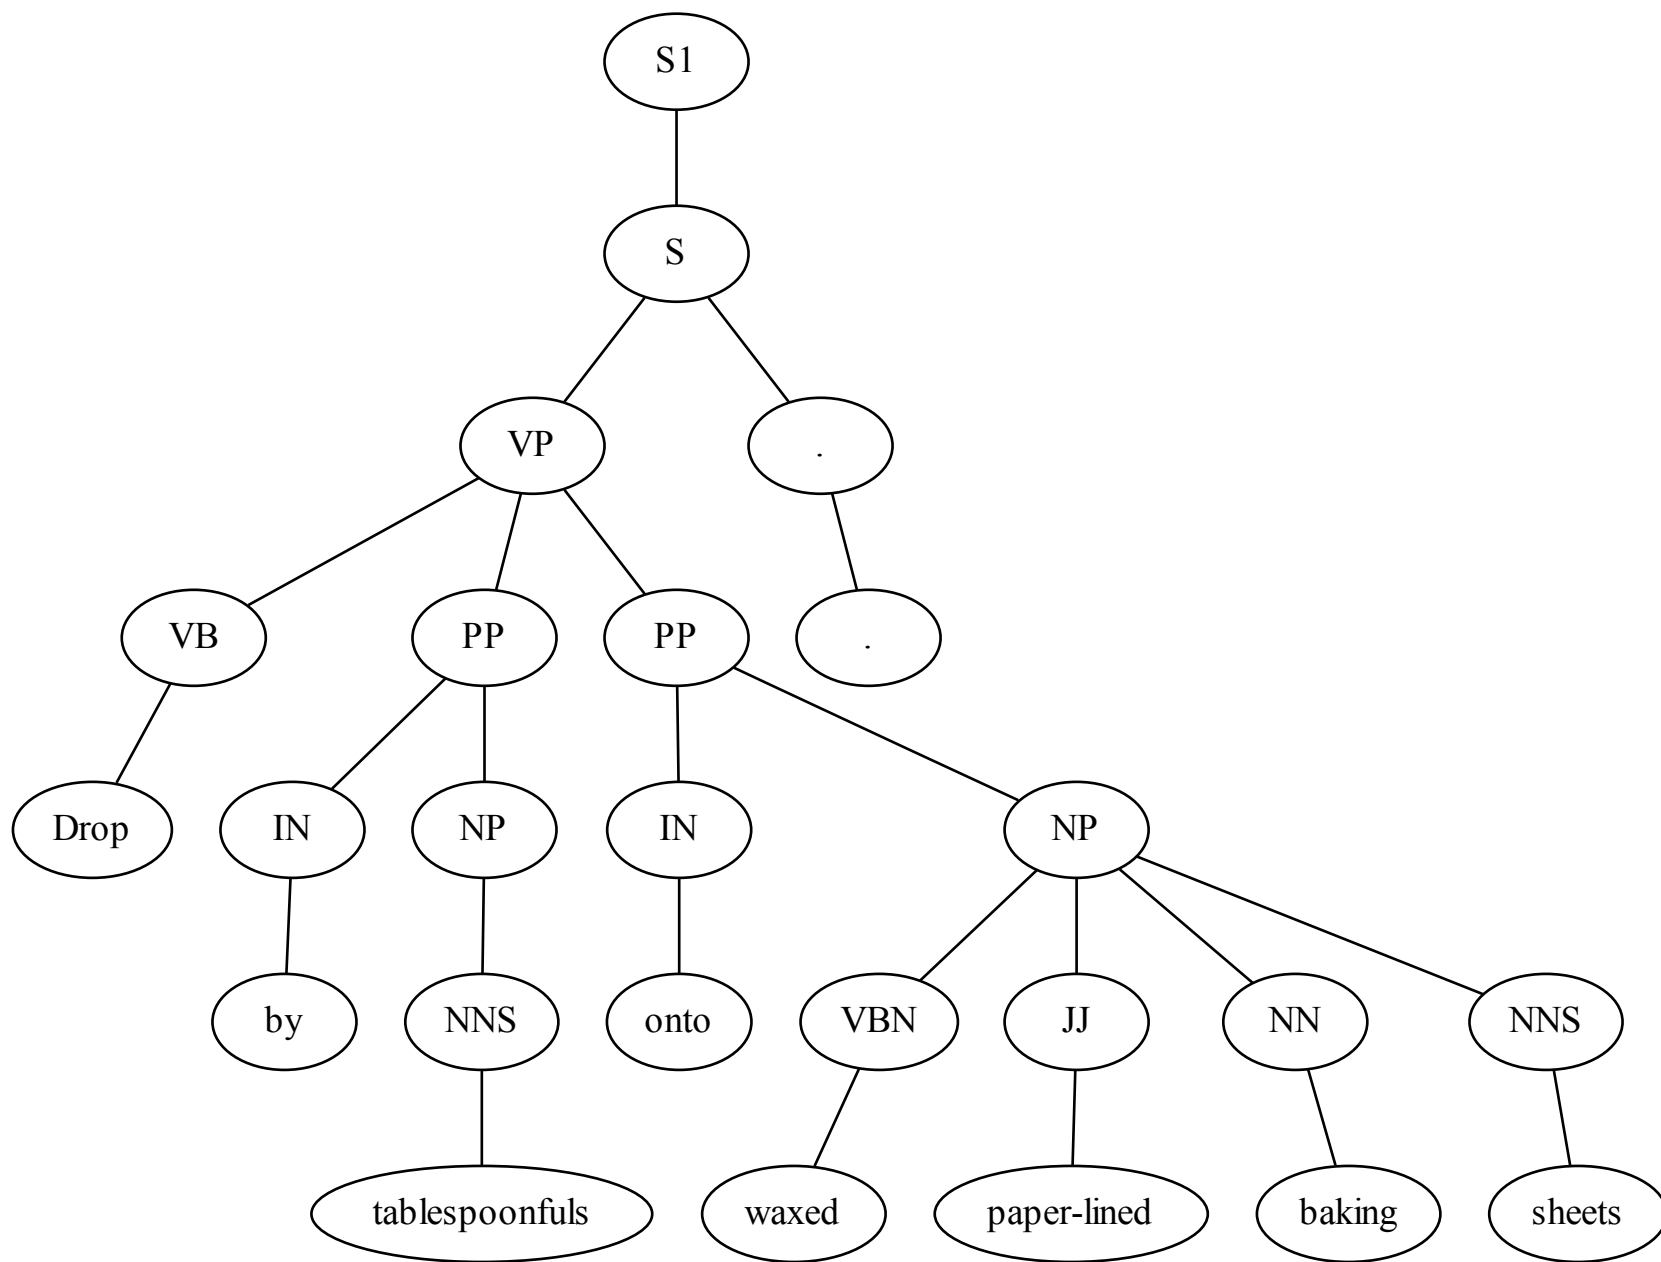 S1
S
VP .
VB PP PP .
Drop IN NP IN NP
by NNS onto VBN JJ NN NNS
tablespoonfuls waxed paper-lined baking sheets